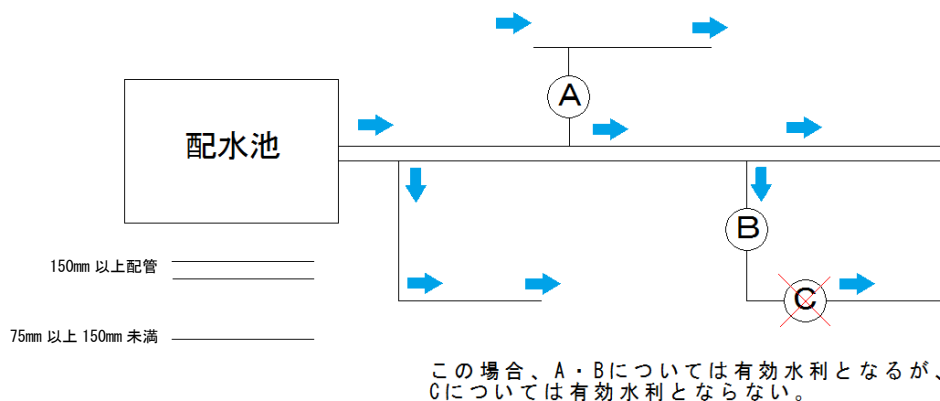 A
配水池
B
150mm 以上配管
C
75mm 以上 150mm 未満
この場合、A・Bについては有効水利となるが、
Cについては有効水利とならない。